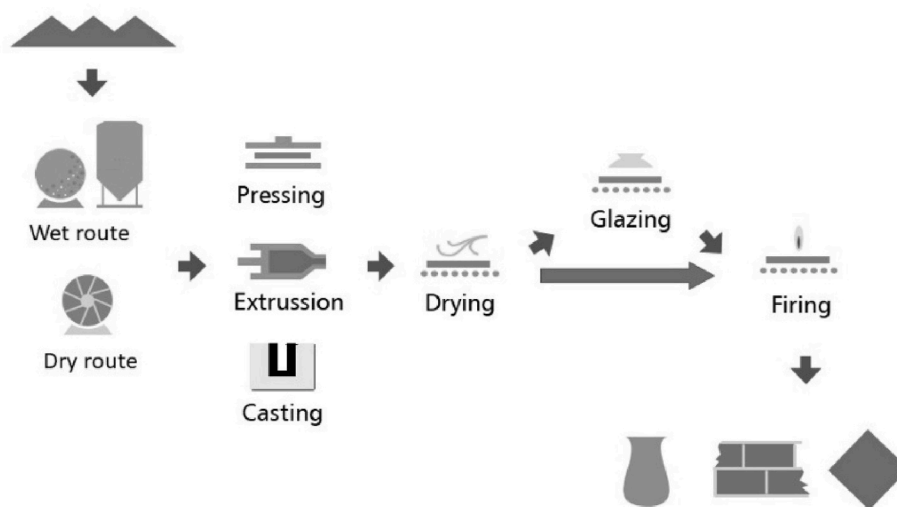 Wet route
Dry route
Pressing
Extrussion
Casting
Drying
Glazing
Firing